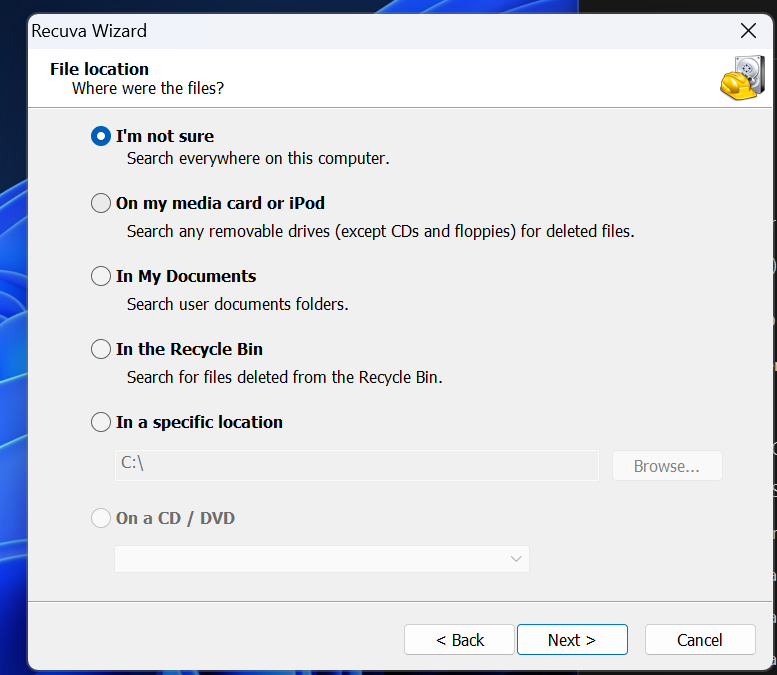 Recuva Wizard
File location
Where were the files?
I'm not sure
Search everywhere on this computer.
On my media card or iPod
Search any removable drives (except CDs and floppies) for deleted files.
In My Documents
Search user documents folders.
In the Recycle Bin
Search for files deleted from the Recycle Bin.
In a specific location
C:\
Browse...
On a CD / DVD
< Back
Next >
Cancel